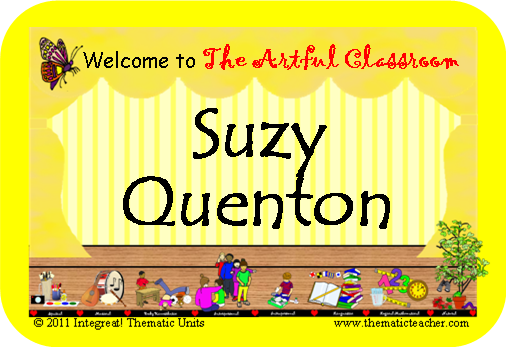 Welcome to The Artful Classroom
Suzy
Quenton
© 2011 Integreat! Thematic Units www.thematicteacher.com